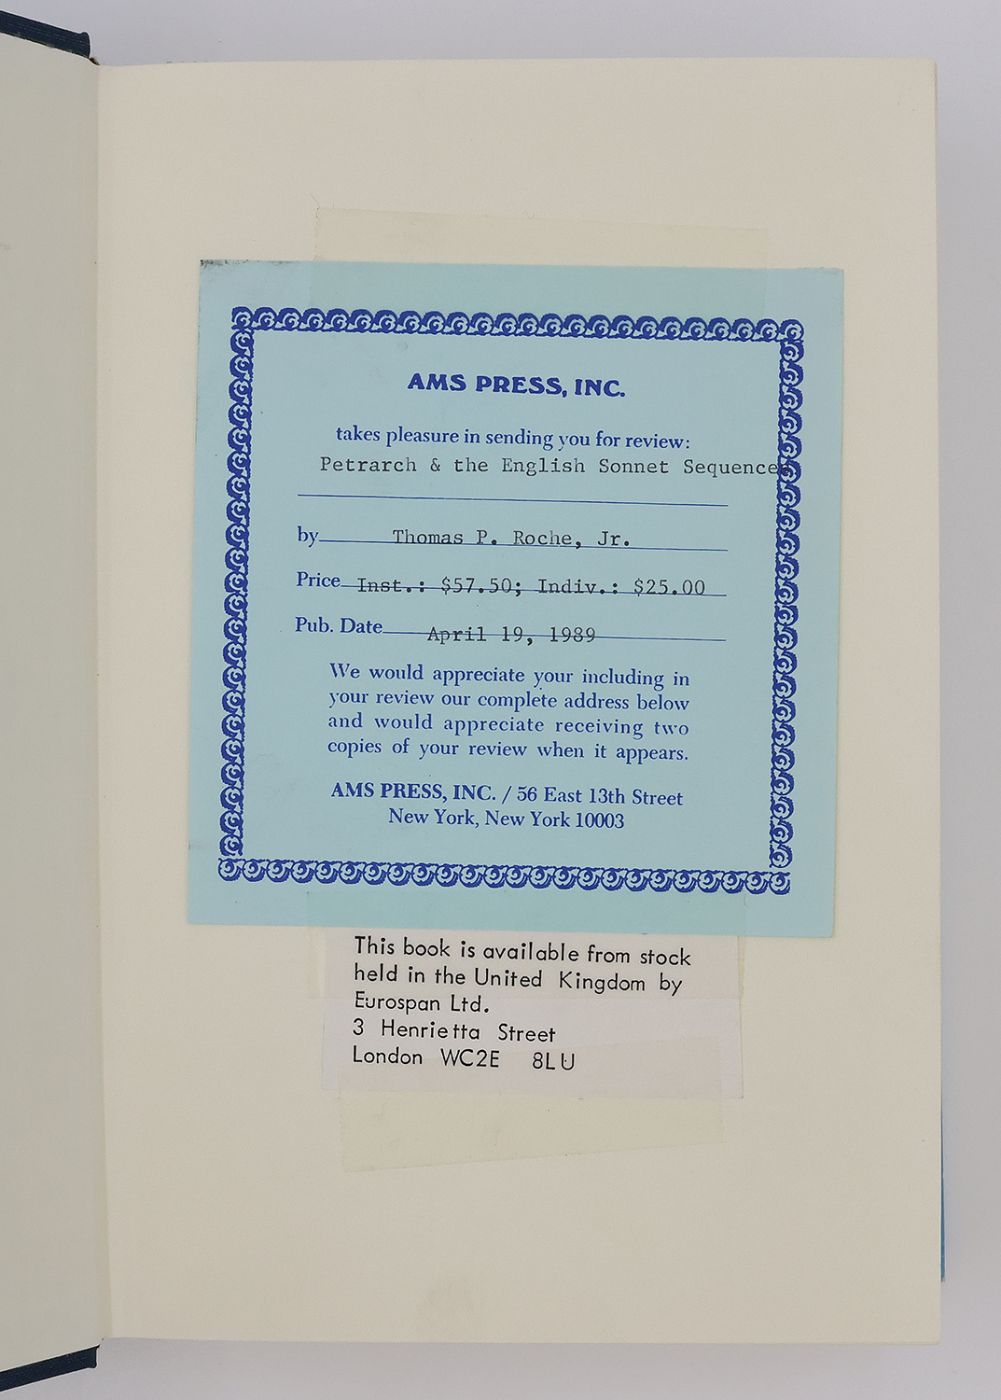 AMS PRESS, INC.
takes pleasure in sending you for review:
Petrarch & the English Sonnet Sequences
by Thomas P. Roche, Jr.
Price Inst.: $57.50; Indiv.: $25.00
Pub. Date April 19, 1989
We would appreciate your including in
your review our complete address below
and would appreciate receiving two
copies of your review when it appears.
AMS PRESS, INC. / 56 East 13th Street
New York, New York 10003
This book is available from stock
held in the United Kingdom by
Eurospan Ltd.
3 Henrietta Street
London WC2E 8LU